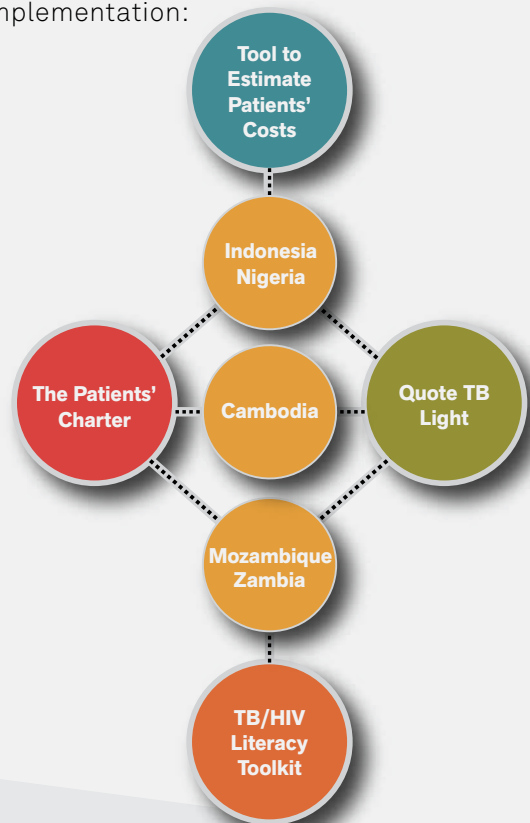 mplementation:
Tool to
Estimate
Patients'
Costs
Indonesia
Nigeria
The Patients'
Charter
Cambodia
Quote TB
Light
Mozambique
Zambia
TB/HIV
Literacy
Toolkit